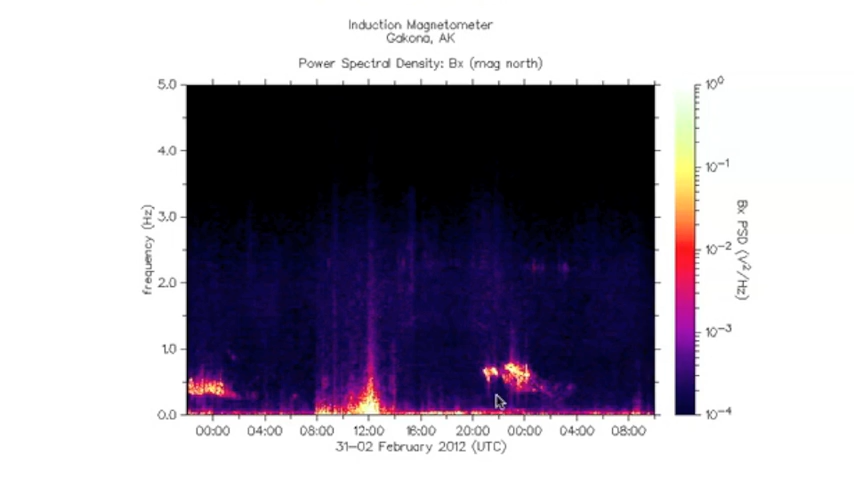 Induction Magnetometer
Gakona, AK
Power Spectral Density: Bx (mag north)
5.0
4.0
3.0
2.0
1.0
0.0
frequency (Hz)
00:00 04:00 08:00 12:00 16:00 20:00 00:00 04:00 08:00
31-02 February 2012 (UTC)
10⁰
10⁻¹
10⁻²
10⁻³
10⁻⁴
Bx PSD (V²/Hz)